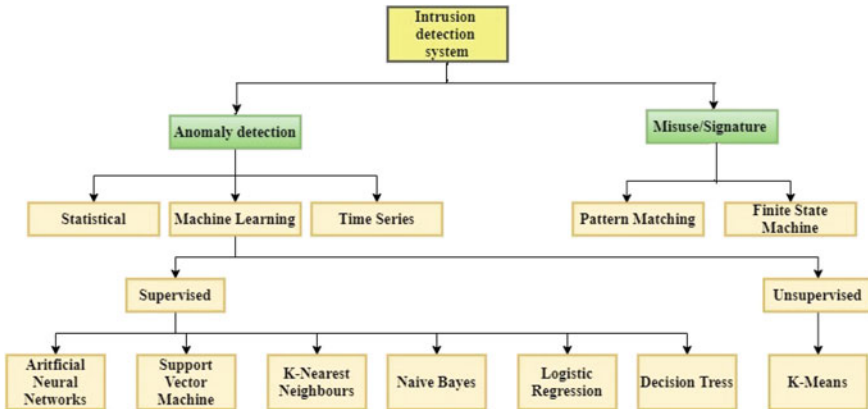 Intrusion
detection
system
Anomaly detection
Misuse/Signature
Statistical
Machine Learning
Time Series
Pattern Matching
Finite State
Machine
Supervised
Unsupervised
Aritficial
Neural
Networks
Support
Vector
Machine
K-Nearest
Neighbours
Naive Bayes
Logistic
Regression
Decision Tress
K-Means